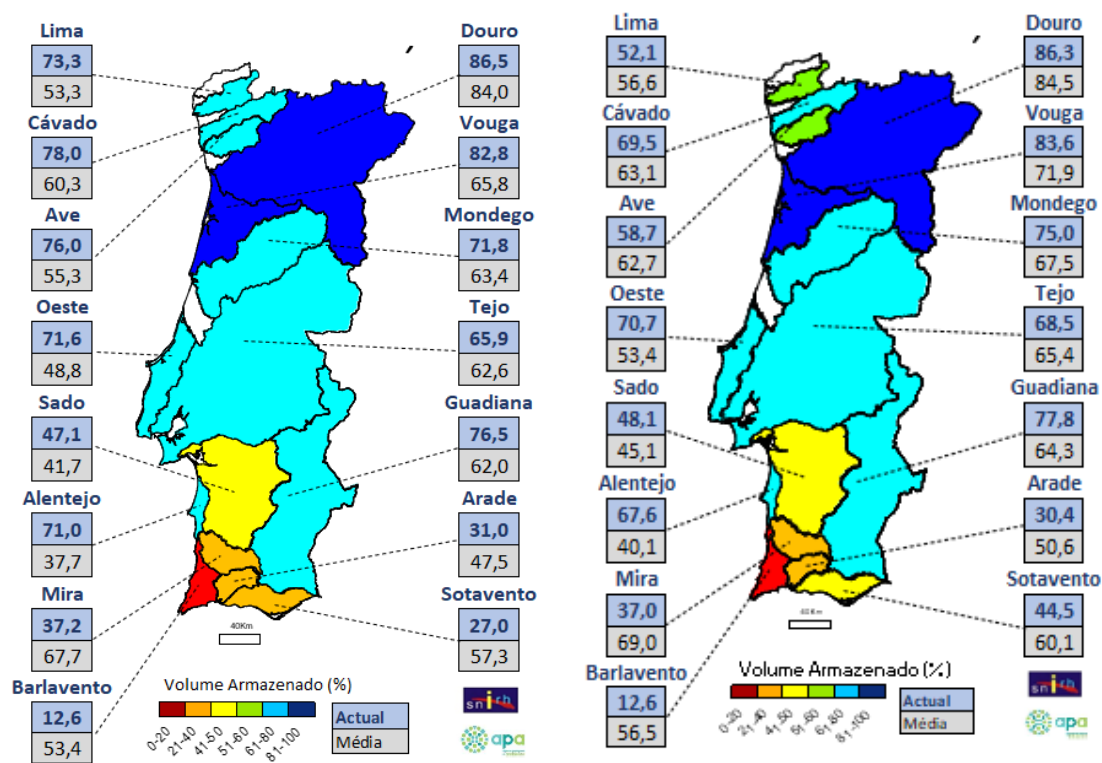 Lima
73,3
53,3
Cávado
78,0
60,3
Ave
76,0
55,3
Oeste
71,6
48,8
Sado
47,1
41,7
Alentejo
71,0
37,7
Mira
37,2
67,7
Barlavento
12,6
53,4
Douro
86,5
84,0
Vouga
82,8
65,8
Mondego
71,8
63,4
Tejo
65,9
62,6
Guadiana
76,5
62,0
Arade
31,0
47,5
Sotavento
27,0
57,3
40Km
Volume Armazenado (%)
0-20
21-40
41-50
51-60
61-80
81-100
Actual
Média
snirh
apa
Lima
52,1
56,6
Cávado
69,5
63,1
Ave
58,7
62,7
Oeste
70,7
53,4
Sado
48,1
45,1
Alentejo
67,6
40,1
Mira
37,0
69,0
Barlavento
12,6
56,5
Douro
86,3
84,5
Vouga
83,6
71,9
Mondego
75,0
67,5
Tejo
68,5
65,4
Guadiana
77,8
64,3
Arade
30,4
50,6
Sotavento
44,5
60,1
40Km
Volume Armazenado (%)
0-20
21-40
41-50
51-60
61-80
81-100
Actual
Média
snirh
apa